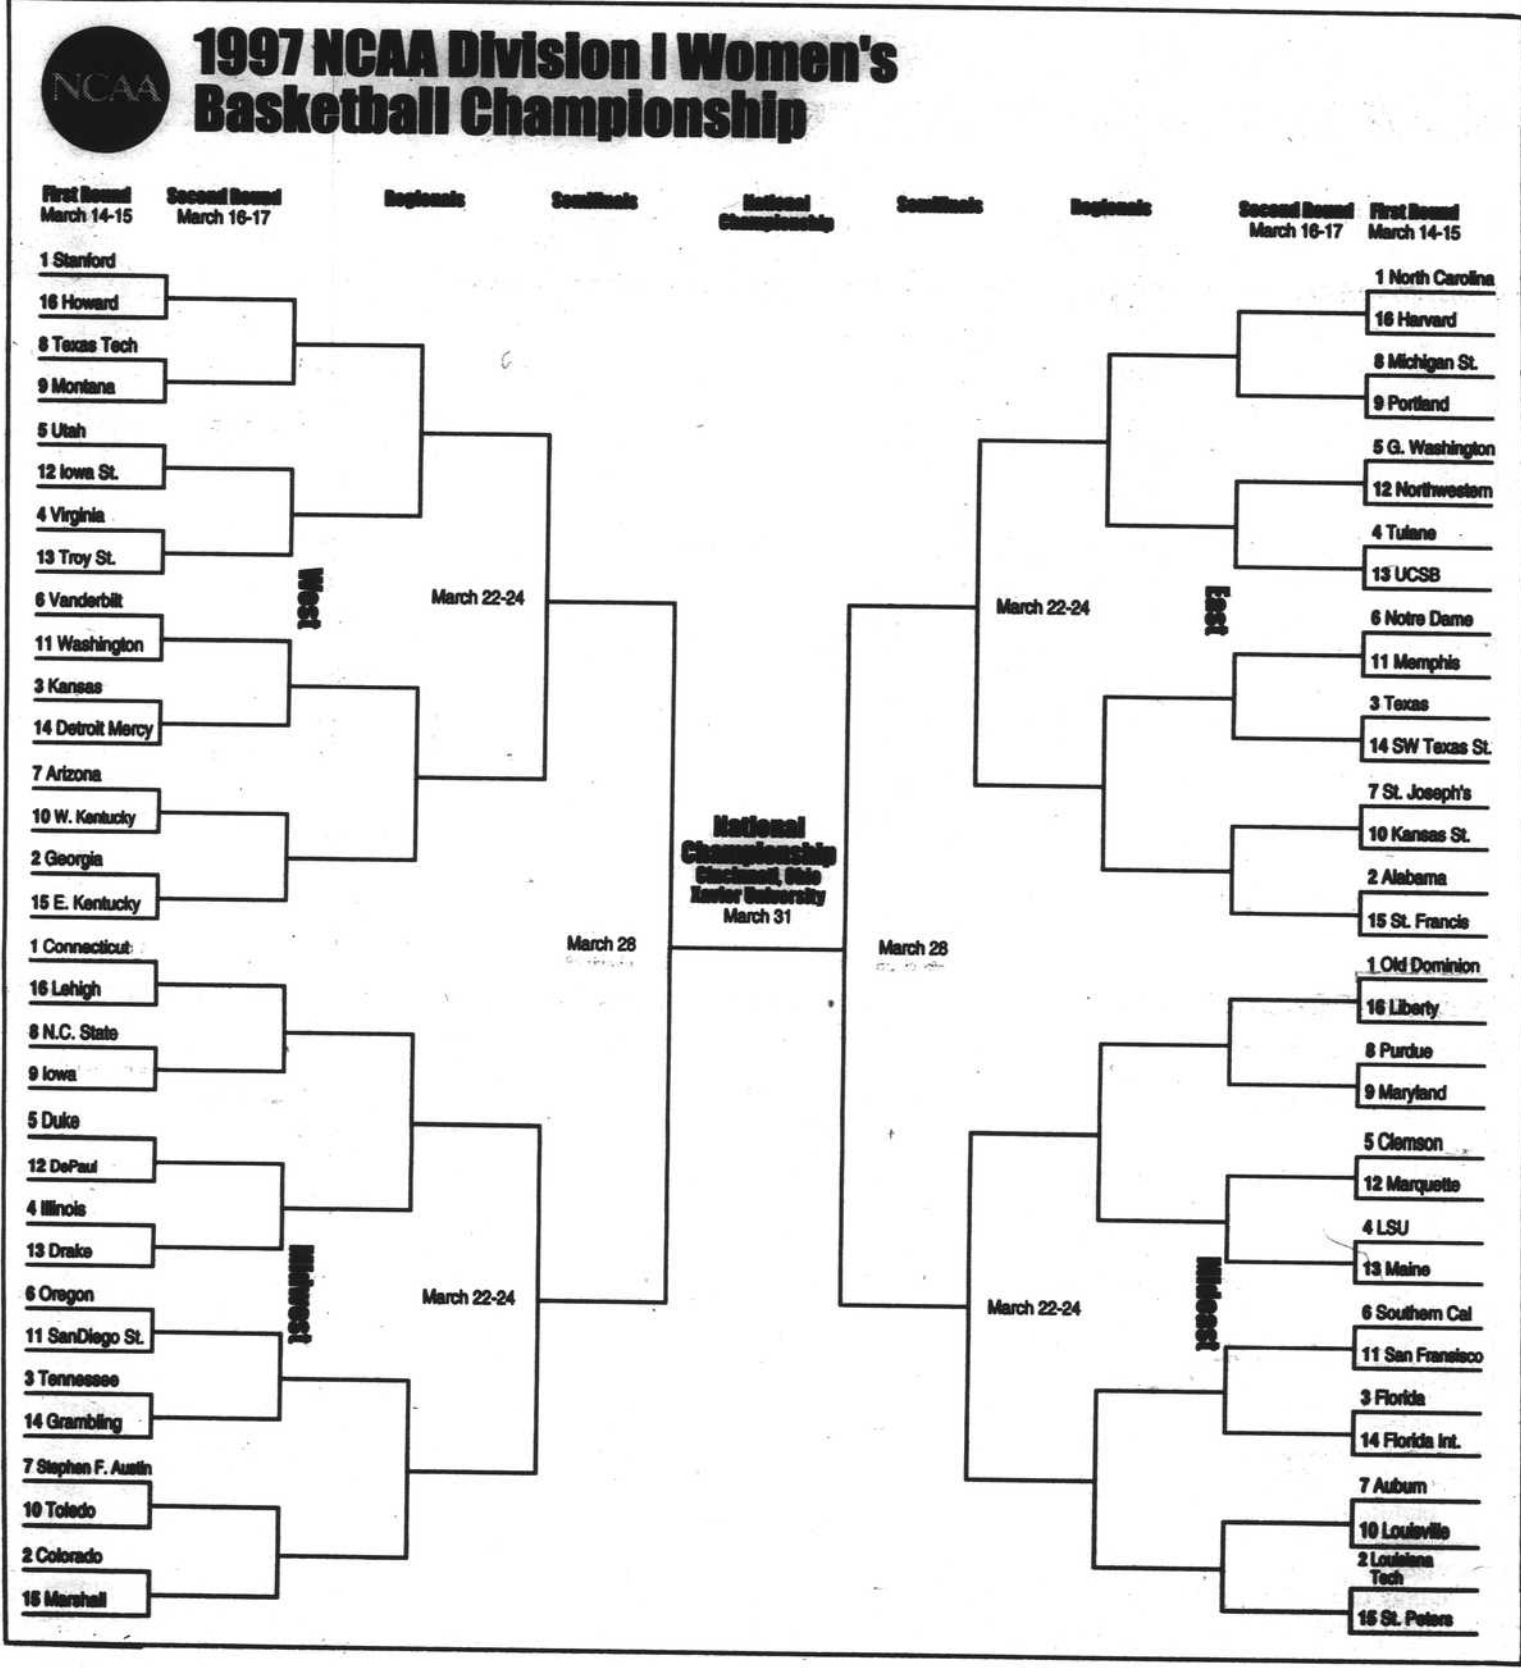 NCAA
1997 NCAA Division I Women's
Basketball Championship
First Round
March 14-15
Second Round
March 16-17
Regionals
Semifinals
National
Championship
Semifinals
Regionals
Second Round
March 16-17
First Round
March 14-15
1 Stanford
16 Howard
8 Texas Tech
9 Montana
5 Utah
12 Iowa St.
4 Virginia
13 Troy St.
West
March 22-24
6 Vanderbilt
11 Washington
3 Kansas
14 Detroit Mercy
7 Arizona
10 W. Kentucky
2 Georgia
15 E. Kentucky
1 Connecticut
16 Lehigh
8 N.C. State
9 Iowa
5 Duke
12 DePaul
4 Illinois
13 Drake
Midwest
March 22-24
6 Oregon
11 SanDiego St.
3 Tennessee
14 Grambling
7 Stephen F. Austin
10 Toledo
2 Colorado
15 Marshall
March 28
National
Championship
Cincinnati, Ohio
Xavier University
March 31
March 28
1 North Carolina
16 Harvard
8 Michigan St.
9 Portland
5 G. Washington
12 Northwestern
4 Tulane
13 UCSB
March 22-24
East
6 Notre Dame
11 Memphis
3 Texas
14 SW Texas St.
7 St. Joseph's
10 Kansas St.
2 Alabama
15 St. Francis
1 Old Dominion
16 Liberty
8 Purdue
9 Maryland
5 Clemson
12 Marquette
4 LSU
13 Maine
March 22-24
Mideast
6 Southern Cal
11 San Fransisco
3 Florida
14 Florida Int.
7 Auburn
10 Louisville
2 Louisiana
Tech
15 St. Peters